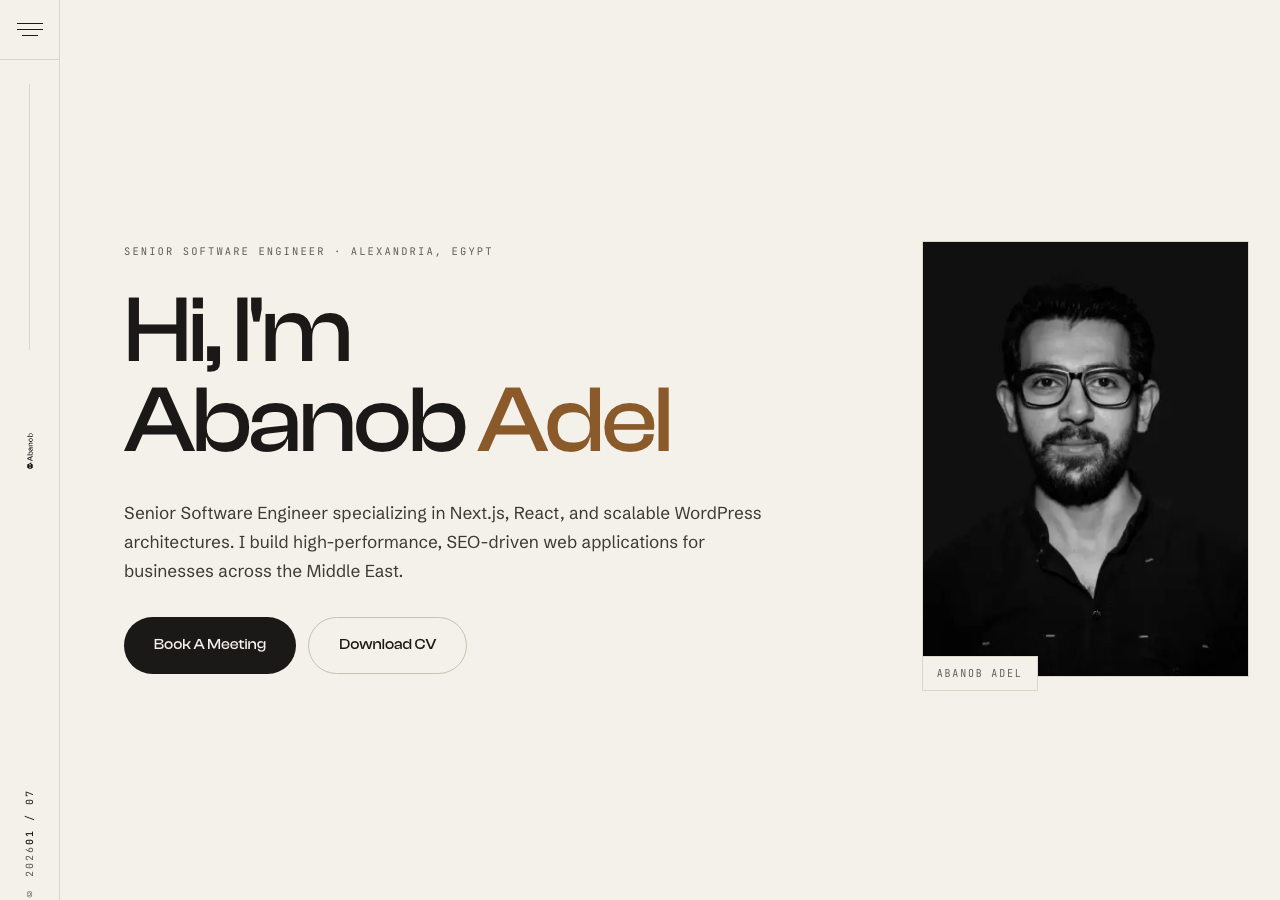 SENIOR SOFTWARE ENGINEER · ALEXANDRIA, EGYPT
Hi, I'm
Abanob Adel
Senior Software Engineer specializing in Next.js, React, and scalable WordPress
architectures. I build high-performance, SEO-driven web applications for
businesses across the Middle East.
Book A Meeting
Download CV
ABANOB ADEL
Abanob
01 / 07
© 2026